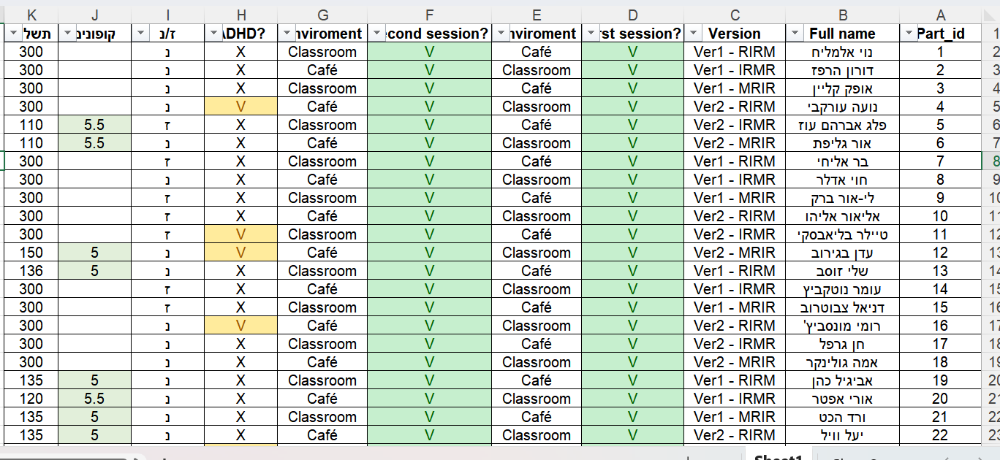 A B C D E F G H I J K
1 Part_id Full name Version rst session? nviroment cond session? nviroment DHD? ז/נ קופונים תשל
2 1 נוי אלמליח Ver1 - RIRM V Café V Classroom X נ 300
3 2 דורון הרפז Ver1 - IRMR V Classroom V Café X נ 300
4 3 אופק קליין Ver1 - MRIR V Café V Classroom X נ 300
5 4 נועה עורקבי Ver2 - RIRM V Classroom V Café V נ 300
6 5 פלג אברהם עוז Ver2 - IRMR V Café V Classroom X ז 5.5 110
7 6 אור גליפת Ver2 - MRIR V Classroom V Café X נ 5.5 110
8 7 בר אליחי Ver1 - RIRM V Café V Classroom X ז 300
9 8 חוי אדלר Ver1 - IRMR V Classroom V Café X נ 300
10 9 לי-אור ברק Ver1 - MRIR V Café V Classroom X ז 300
11 10 אליאור אליהו Ver2 - RIRM V Classroom V Café X ז 300
12 11 טיילר בליאבסקי Ver2 - IRMR V Café V Classroom V ז 300
13 12 עדן בגירוב Ver2 - MRIR V Classroom V Café V נ 5 150
14 13 שלי זוסב Ver1 - RIRM V Café V Classroom X נ 5 136
15 14 עומר נוטקביץ Ver1 - IRMR V Classroom V Café X ז 300
16 15 דניאל צבוטרוב Ver1 - MRIR V Café V Classroom X ז 300
17 16 רומי מונסביץ' Ver2 - RIRM V Classroom V Café V נ 300
18 17 חן גרפל Ver2 - IRMR V Café V Classroom X נ 300
19 18 אמה גולינקר Ver2 - MRIR V Classroom V Café X נ 300
20 19 אביגיל כהן Ver1 - RIRM V Café V Classroom X נ 5 135
21 20 אורי אפטר Ver1 - IRMR V Classroom V Café X נ 5.5 120
22 21 ורד הכט Ver1 - MRIR V Café V Classroom X נ 5 135
23 22 יעל וויל Ver2 - RIRM V Classroom V Café X נ 5 135
Sheet1